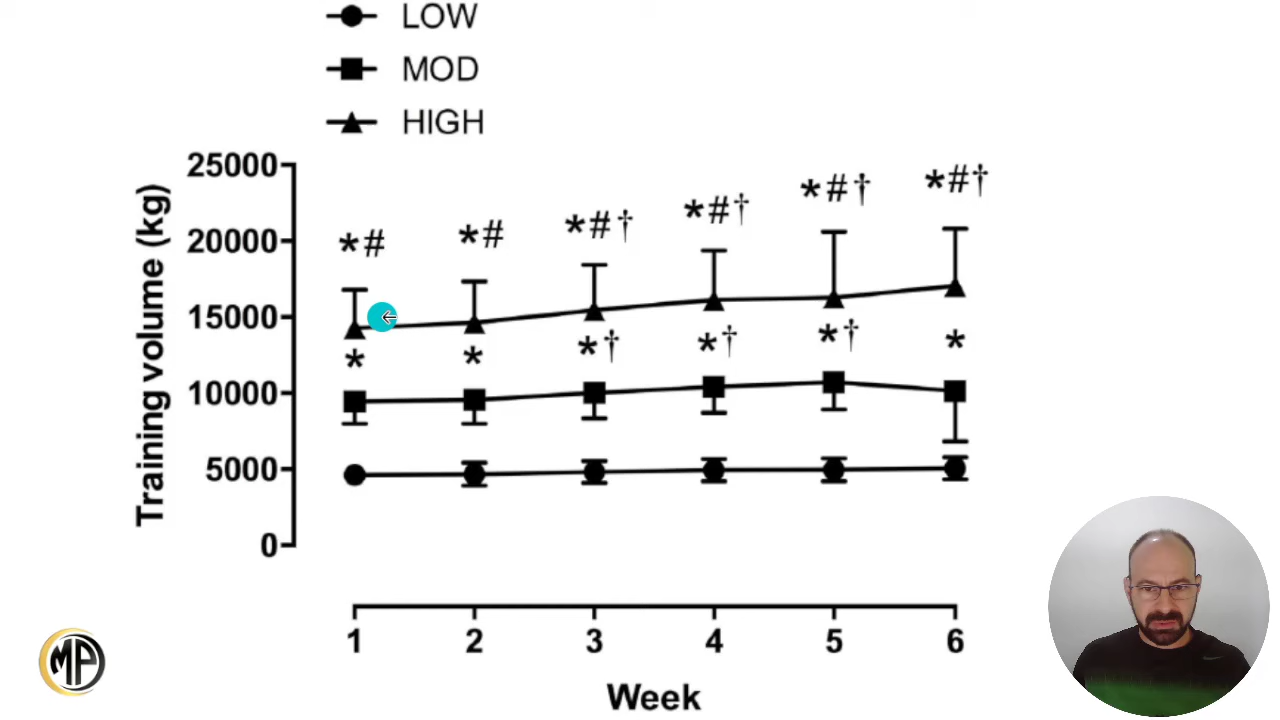 LOW
MOD
HIGH
Training volume (kg)
25000
20000
15000
10000
5000
0
*# *# *#† *#† *#† *#†
* * *† *† *† *
1 2 3 4 5 6
Week
MP